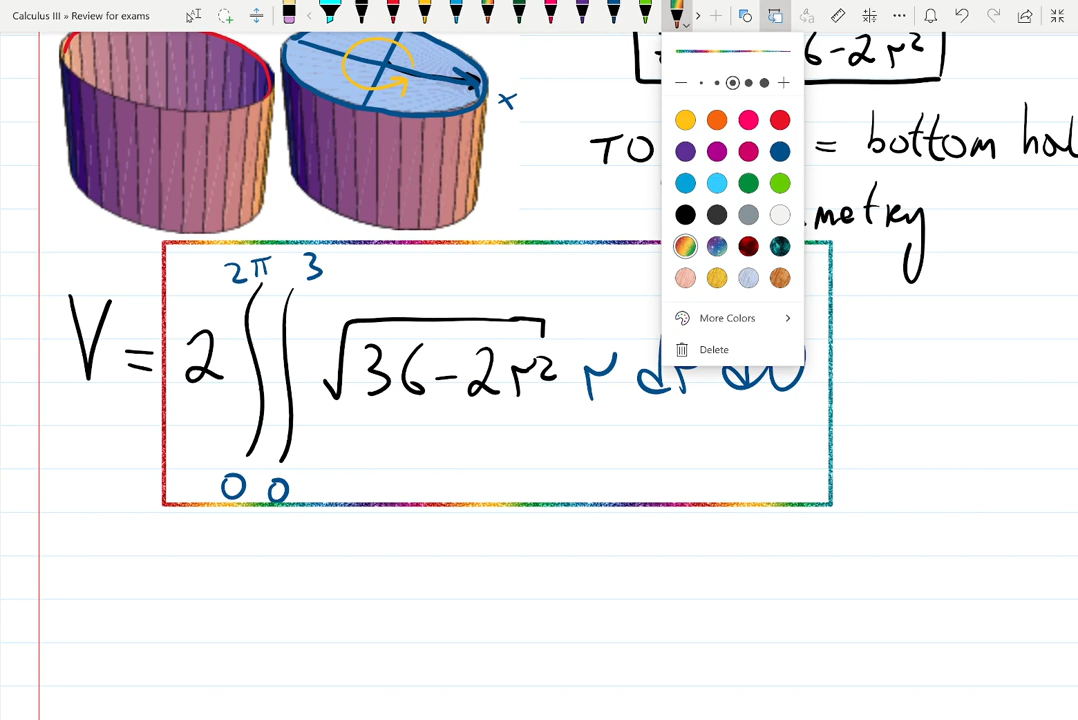 Calculus III » Review for exams
6-2r²
x
TO = bottom hal
metry
2π 3
V = 2 ∫∫ √36-2r² r dr dθ
0 0
More Colors
Delete